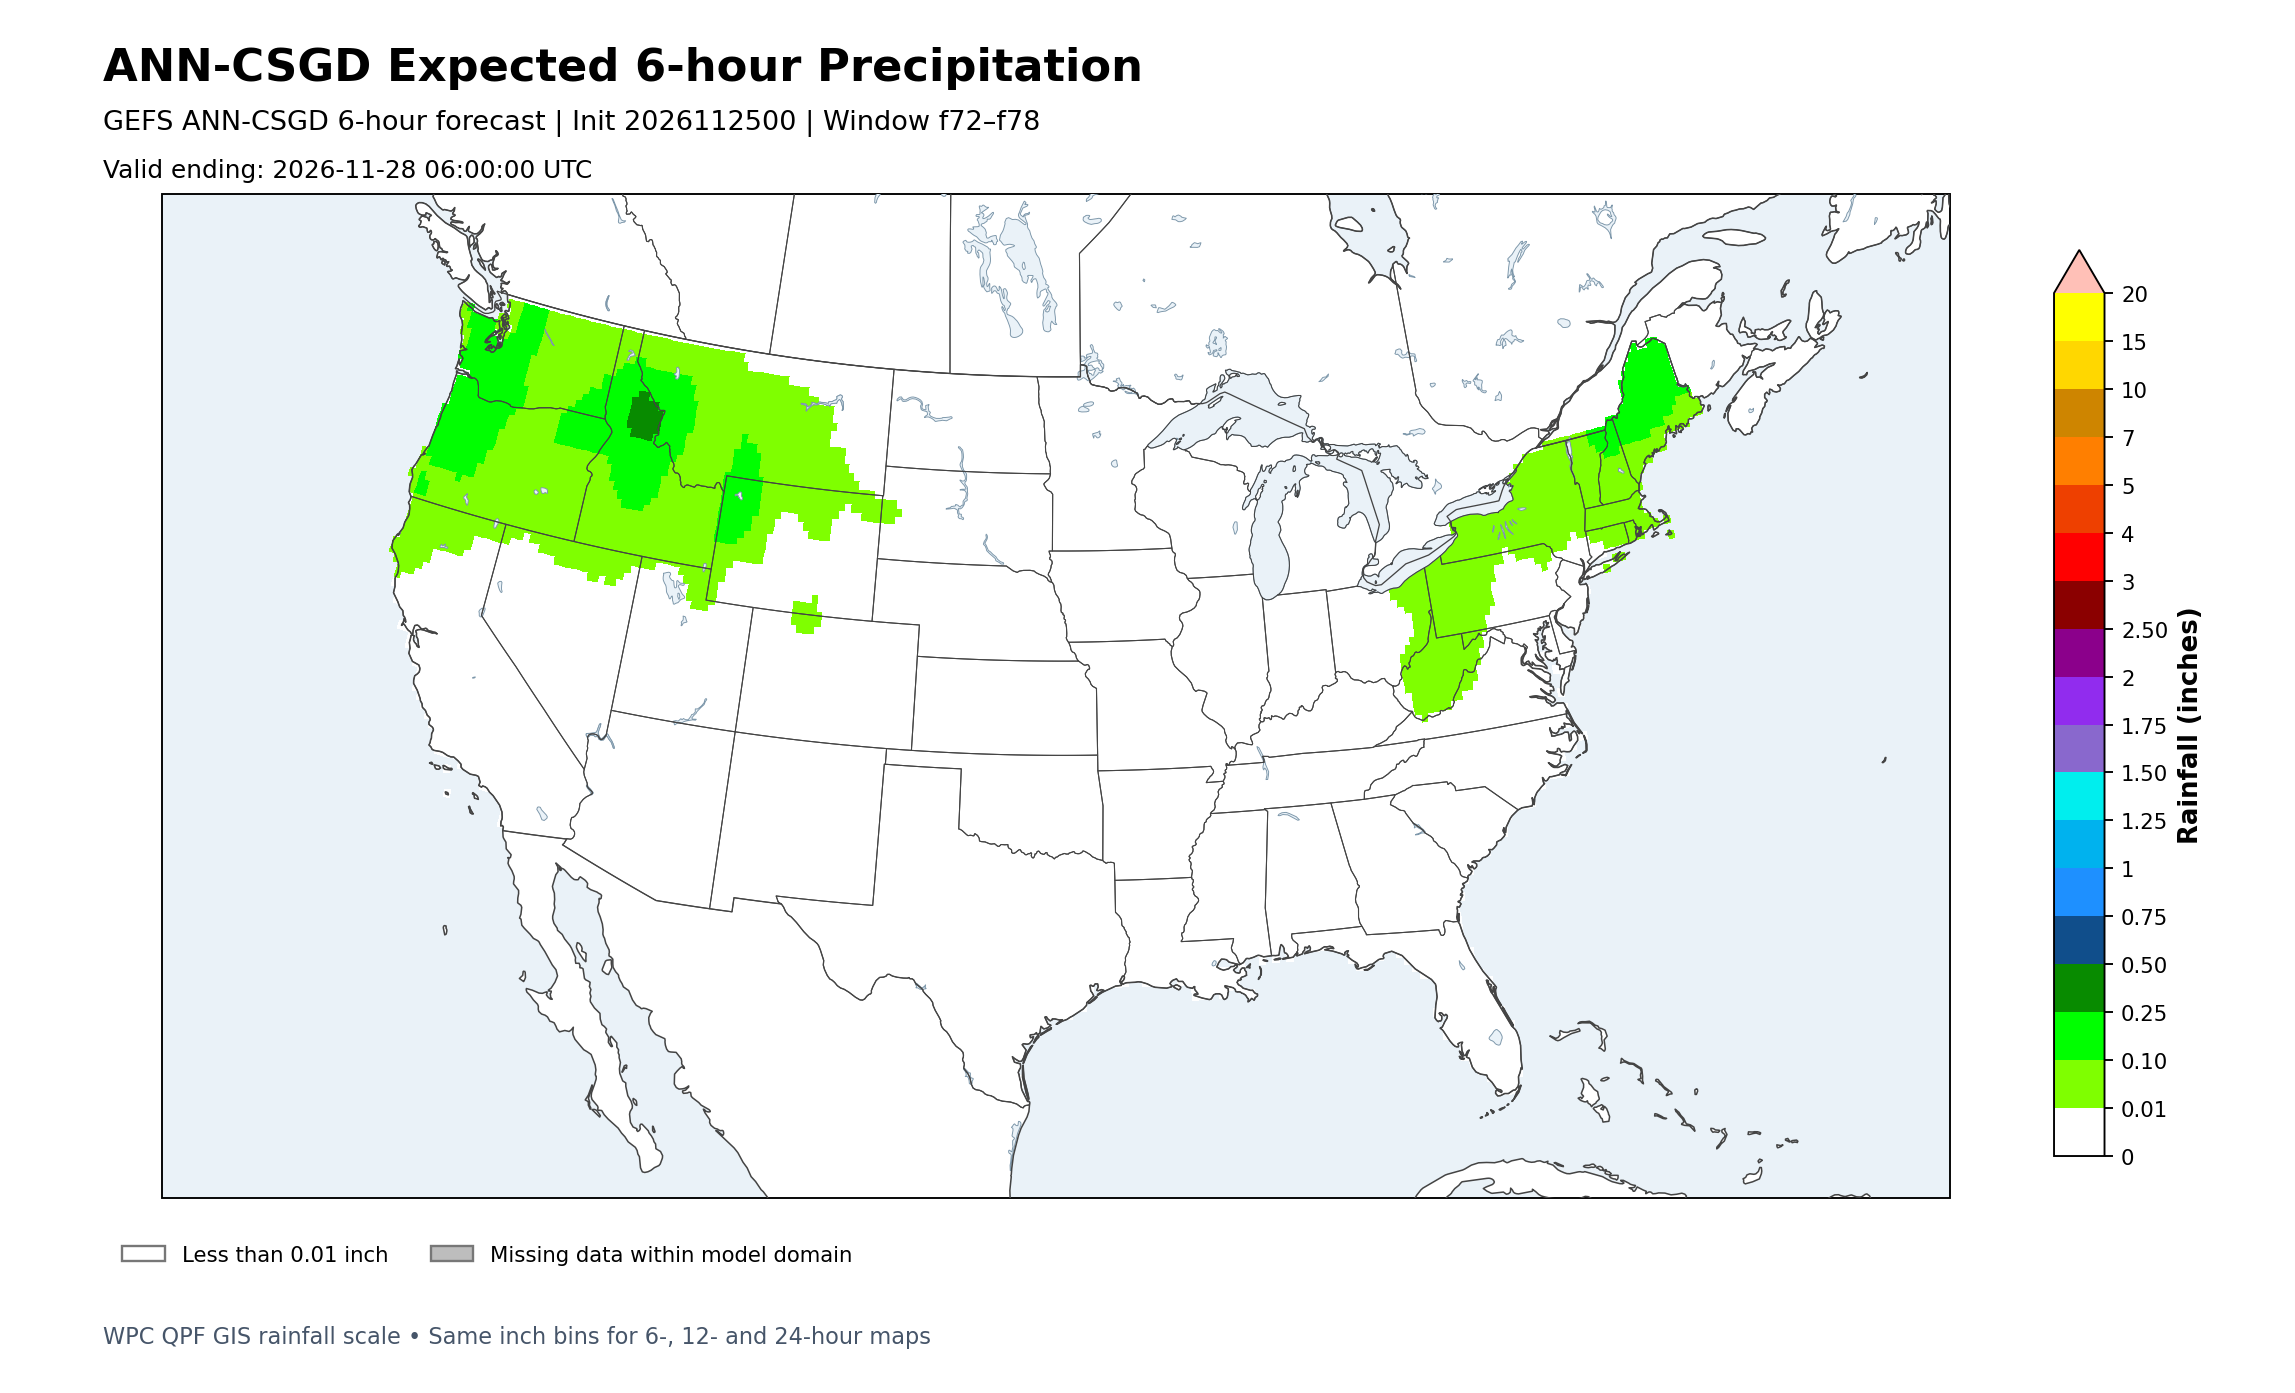 ANN-CSGD Expected 6-hour Precipitation
GEFS ANN-CSGD 6-hour forecast | Init 2026112500 | Window f72–f78
Valid ending: 2026-11-28 06:00:00 UTC
20
15
10
7
5
4
3
2.50
2
1.75
1.50
1.25
1
0.75
0.50
0.25
0.10
0.01
0
Rainfall (inches)
Less than 0.01 inch
Missing data within model domain
WPC QPF GIS rainfall scale • Same inch bins for 6-, 12- and 24-hour maps